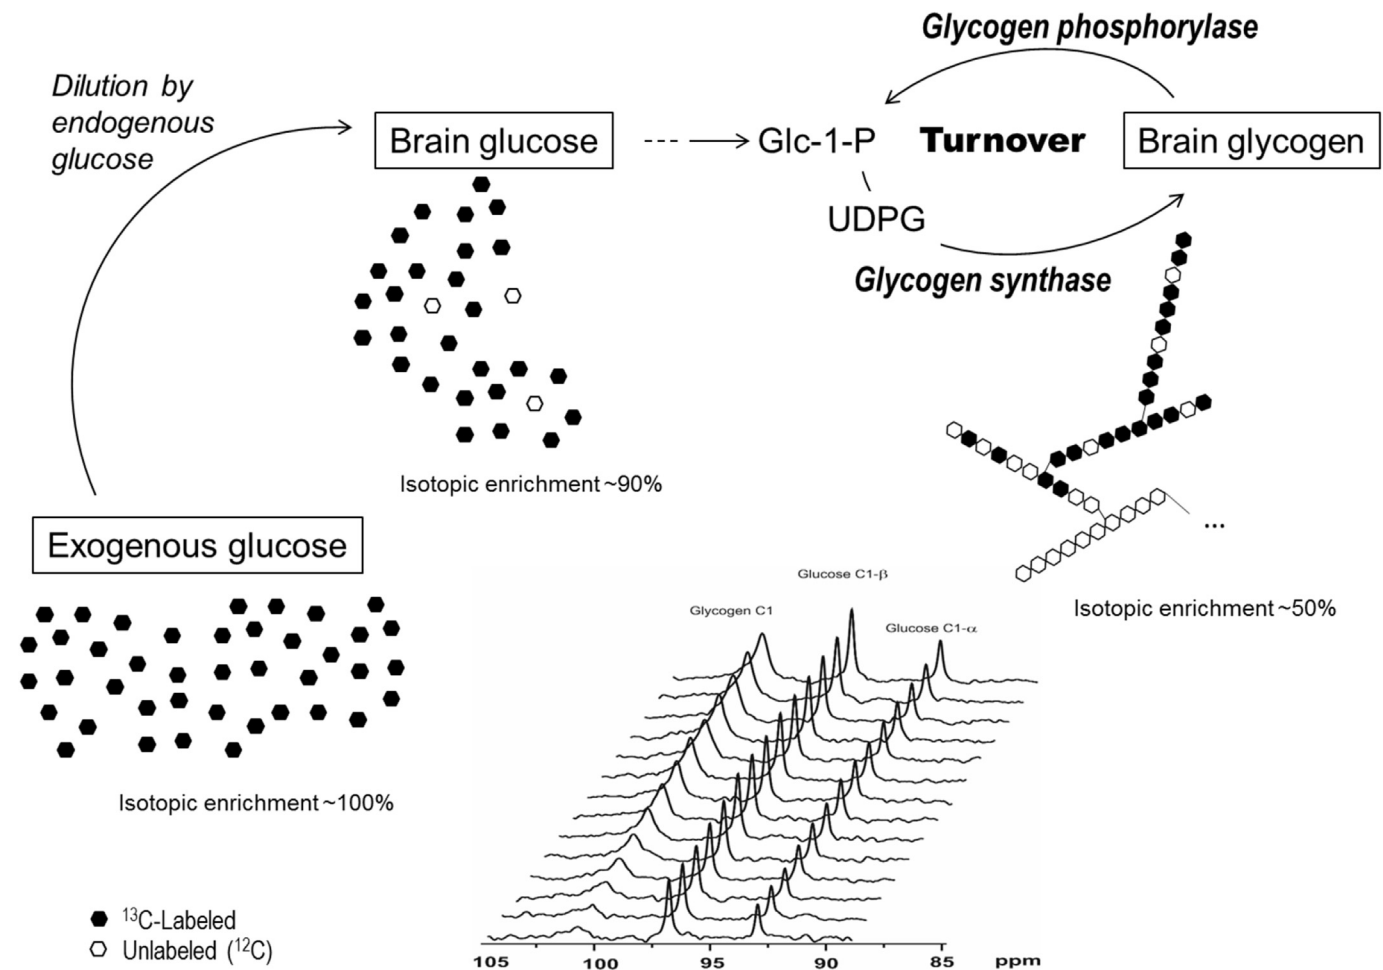 Glycogen phosphorylase
Dilution by
endogenous
glucose
Brain glucose
Glc-1-P
Turnover
Brain glycogen
UDPG
Glycogen synthase
Isotopic enrichment ~90%
Exogenous glucose
...
Isotopic enrichment ~50%
Glucose C1-β
Glycogen C1
Glucose C1-α
Isotopic enrichment ~100%
13C-Labeled
Unlabeled (12C)
105 100 95 90 85 ppm